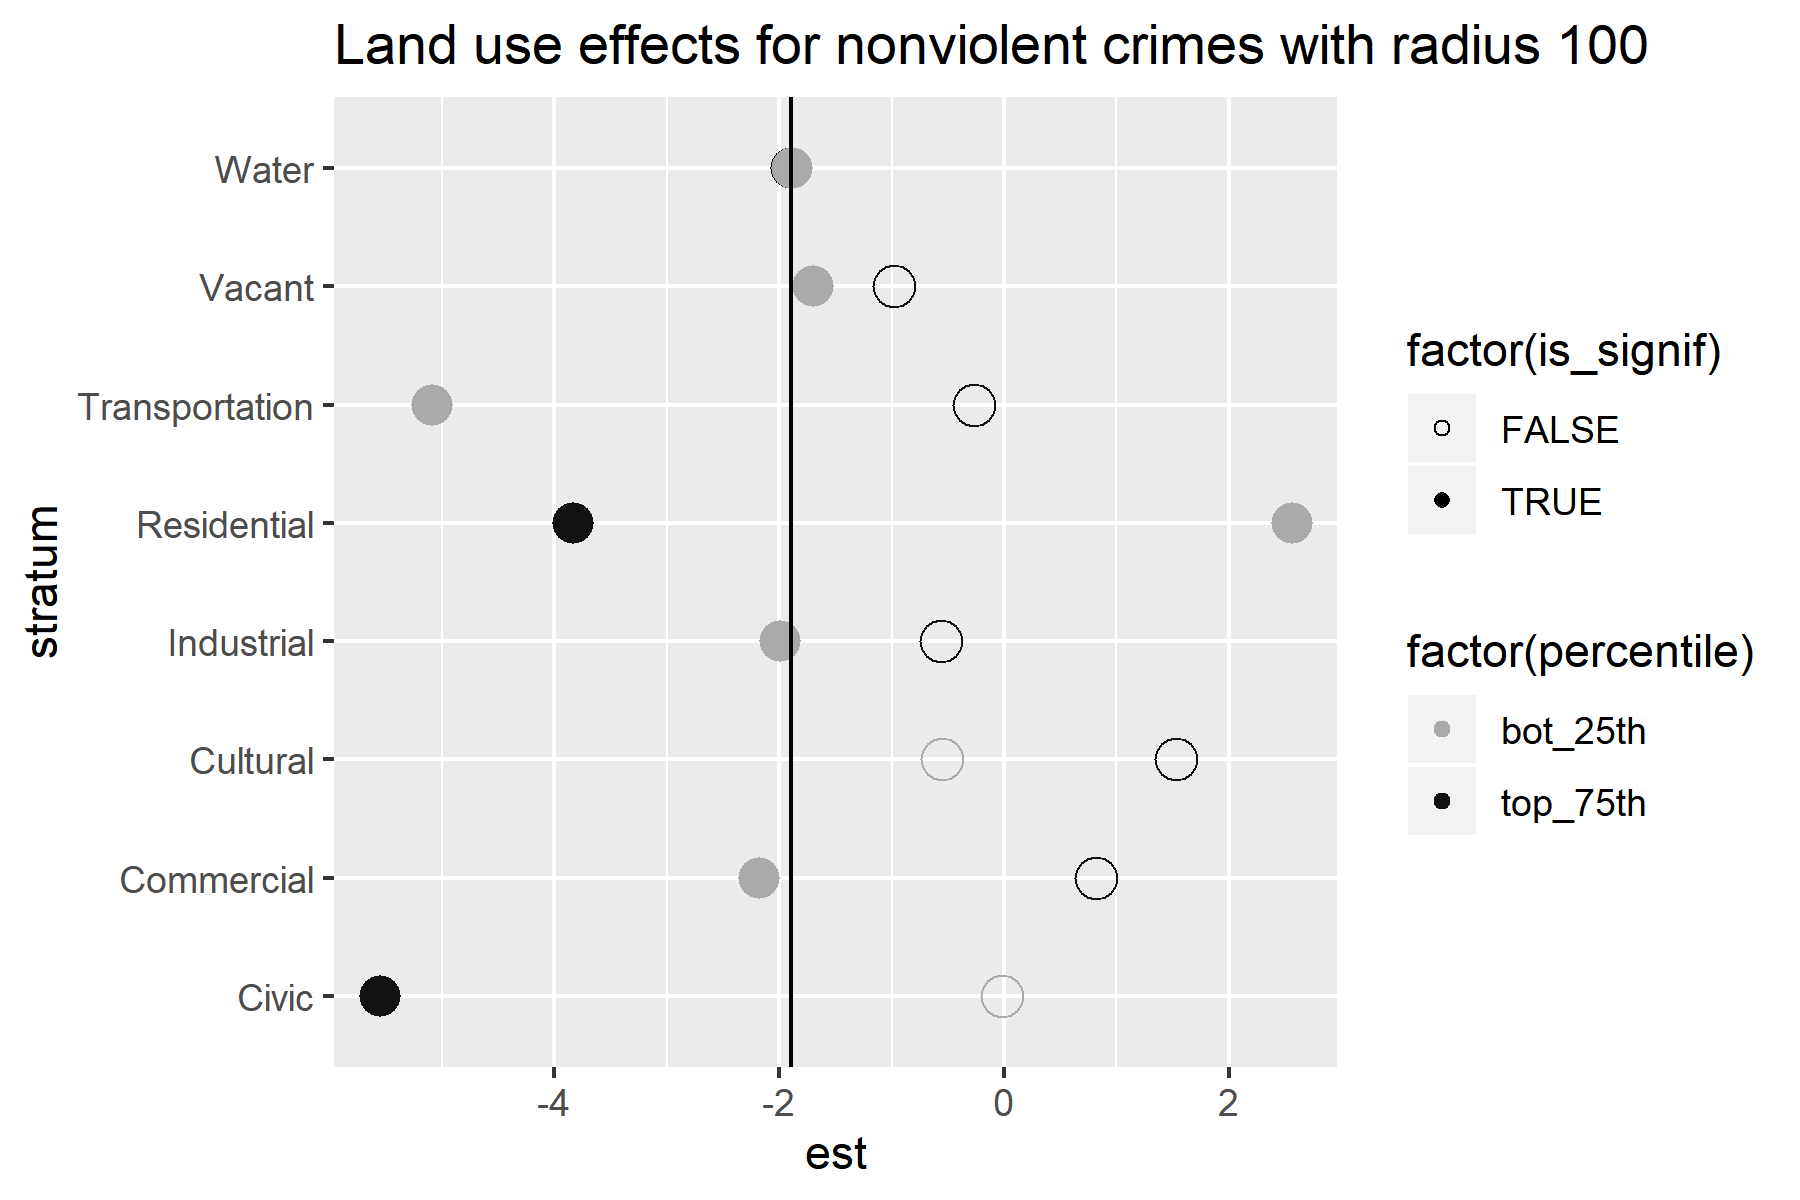 Land use effects for nonviolent crimes with radius 100
Water
Vacant
Transportation
Residential
Industrial
Cultural
Commercial
Civic
stratum
-4
-2
0
2
est
factor(is_signif)
FALSE
TRUE
factor(percentile)
bot_25th
top_75th